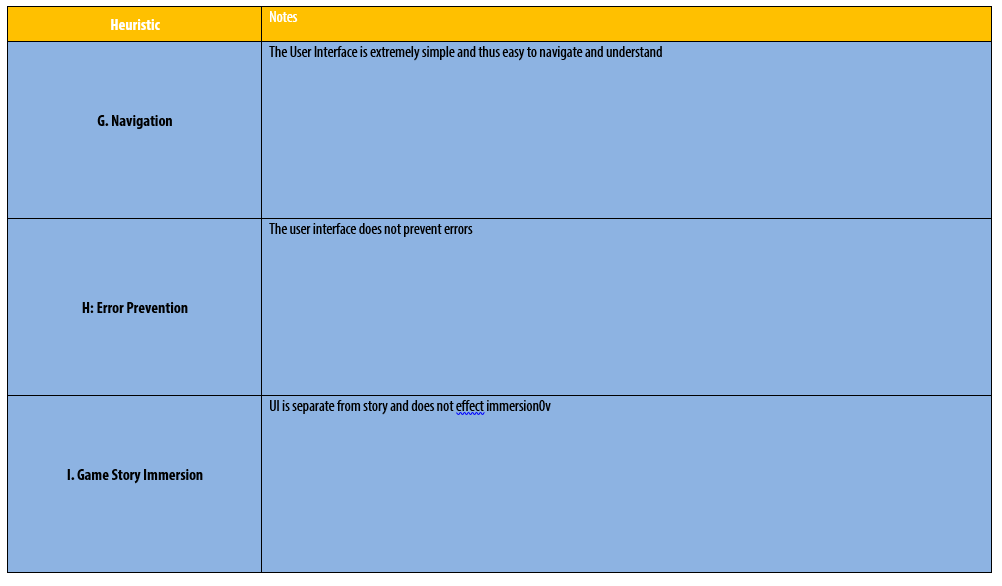 Heuristic
Notes
G. Navigation
The User Interface is extremely simple and thus easy to navigate and understand
H: Error Prevention
The user interface does not prevent errors
I. Game Story Immersion
UI is separate from story and does not effect immersion0v